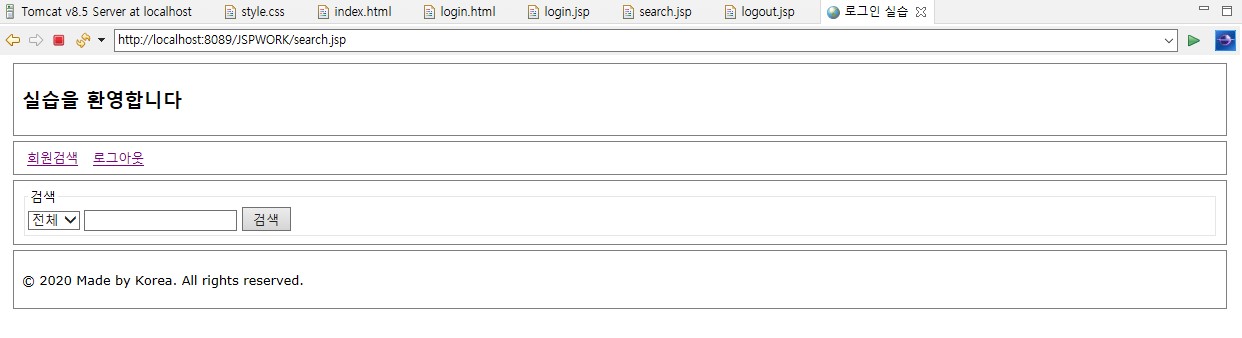 Tomcat v8.5 Server at localhost style.css index.html login.html login.jsp search.jsp logout.jsp 로그인 실습
http://localhost:8089/JSPWORK/search.jsp
실습을 환영합니다
회원검색 로그아웃
검색
전체 검색
© 2020 Made by Korea. All rights reserved.